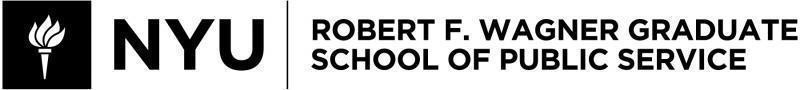 NYU
ROBERT F. WAGNER GRADUATE
SCHOOL OF PUBLIC SERVICE